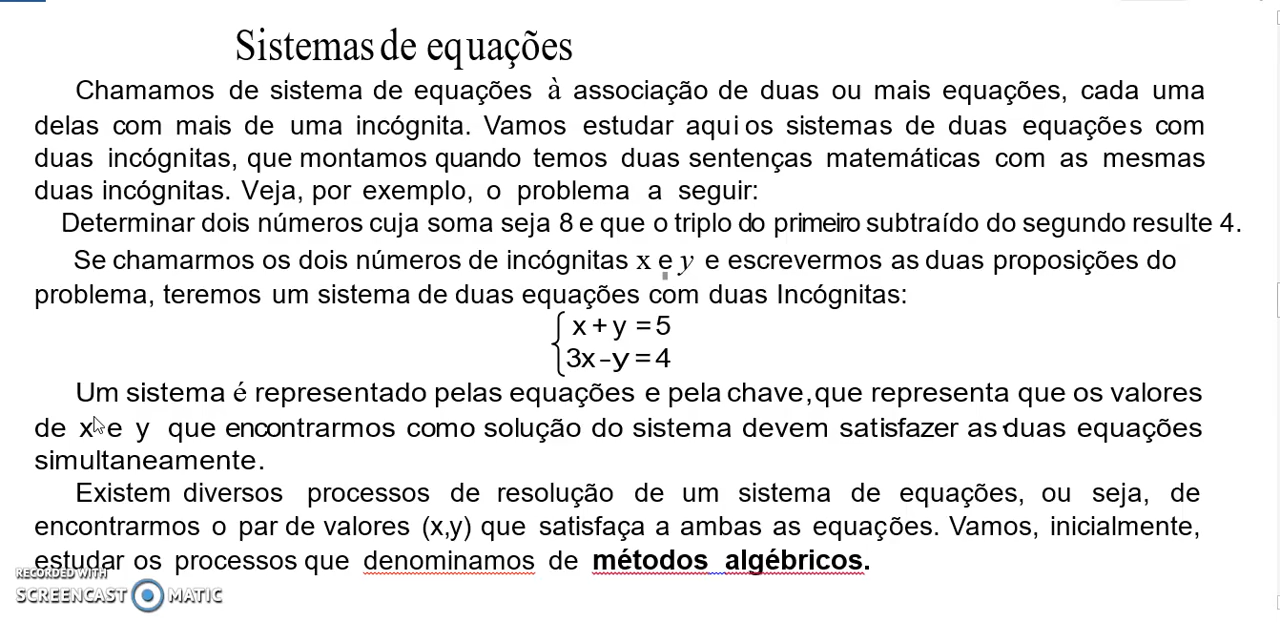 Sistemas de equações
Chamamos de sistema de equações à associação de duas ou mais equações, cada uma
delas com mais de uma incógnita. Vamos estudar aqui os sistemas de duas equações com
duas incógnitas, que montamos quando temos duas sentenças matemáticas com as mesmas
duas incógnitas. Veja, por exemplo, o problema a seguir:
Determinar dois números cuja soma seja 8 e que o triplo do primeiro subtraído do segundo resulte 4.
Se chamarmos os dois números de incógnitas x e y e escrevermos as duas proposições do
problema, teremos um sistema de duas equações com duas Incógnitas:
x + y = 5
3x - y = 4
Um sistema é representado pelas equações e pela chave, que representa que os valores
de x e y que encontrarmos como solução do sistema devem satisfazer as duas equações
simultaneamente.
Existem diversos processos de resolução de um sistema de equações, ou seja, de
encontrarmos o par de valores (x,y) que satisfaça a ambas as equações. Vamos, inicialmente,
estudar os processos que denominamos de métodos algébricos.
RECORDED WITH
SCREENCAST MATIC